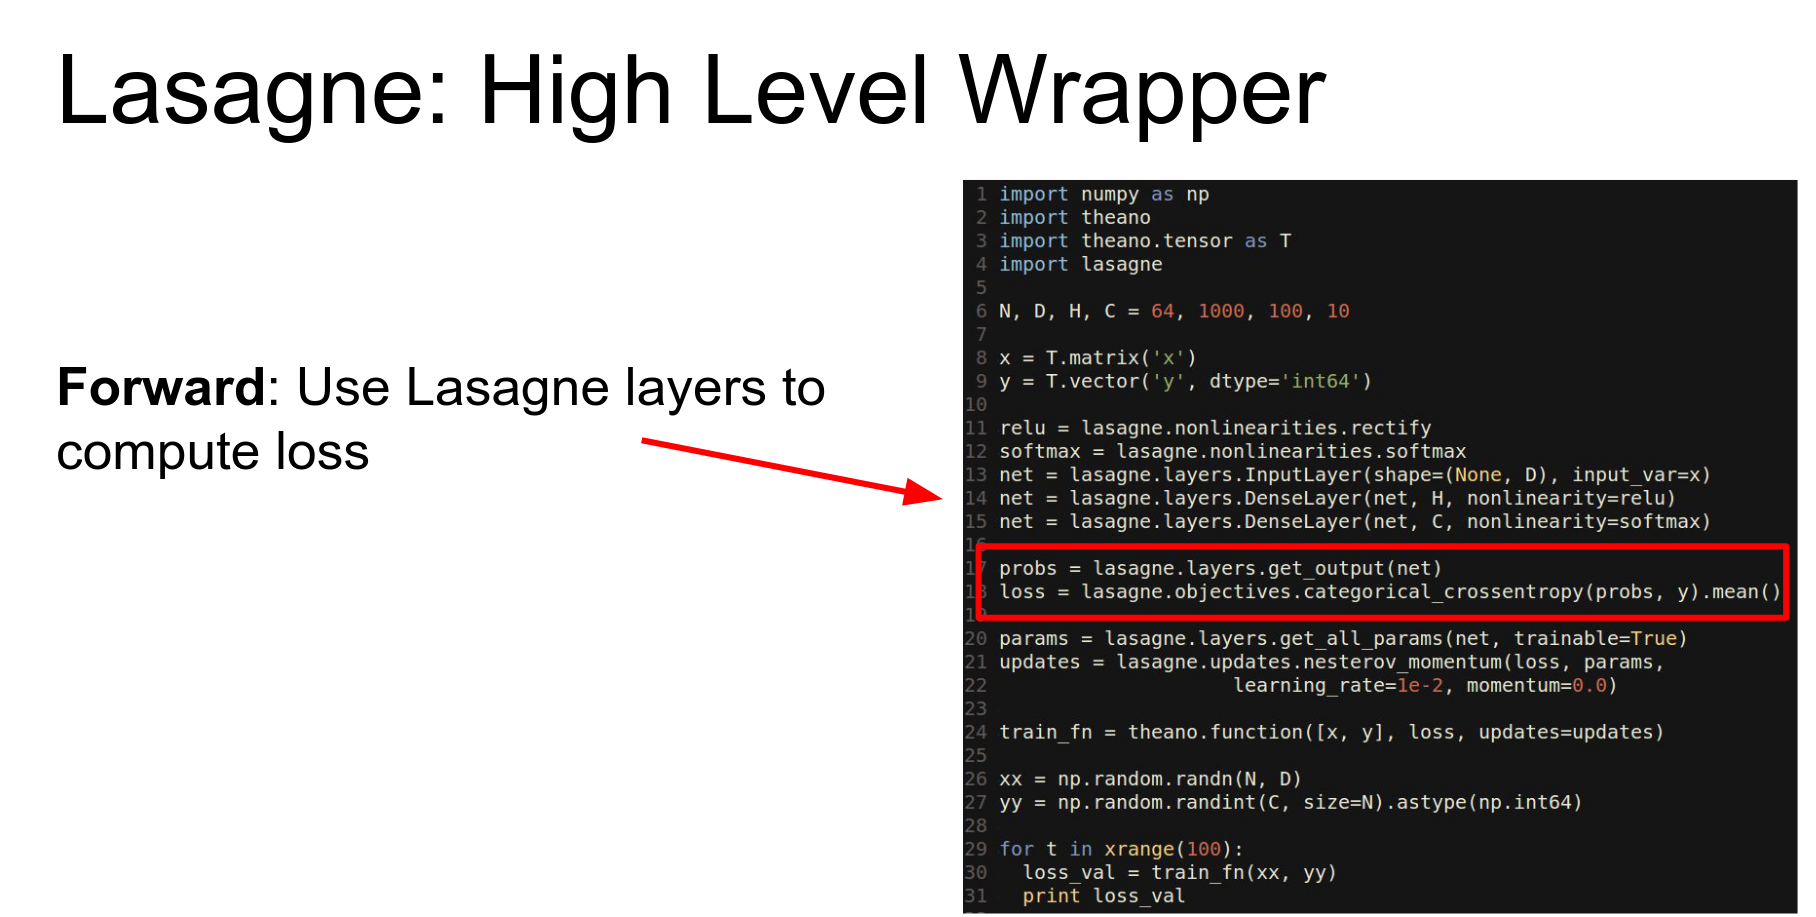 Lasagne: High Level Wrapper
Forward: Use Lasagne layers to
compute loss
1 import numpy as np
2 import theano
3 import theano.tensor as T
4 import lasagne
5
6 N, D, H, C = 64, 1000, 100, 10
7
8 x = T.matrix('x')
9 y = T.vector('y', dtype='int64')
10
11 relu = lasagne.nonlinearities.rectify
12 softmax = lasagne.nonlinearities.softmax
13 net = lasagne.layers.InputLayer(shape=(None, D), input_var=x)
14 net = lasagne.layers.DenseLayer(net, H, nonlinearity=relu)
15 net = lasagne.layers.DenseLayer(net, C, nonlinearity=softmax)
16
17 probs = lasagne.layers.get_output(net)
18 loss = lasagne.objectives.categorical_crossentropy(probs, y).mean()
19
20 params = lasagne.layers.get_all_params(net, trainable=True)
21 updates = lasagne.updates.nesterov_momentum(loss, params,
22                     learning_rate=1e-2, momentum=0.0)
23
24 train_fn = theano.function([x, y], loss, updates=updates)
25
26 xx = np.random.randn(N, D)
27 yy = np.random.randint(C, size=N).astype(np.int64)
28
29 for t in xrange(100):
30   loss_val = train_fn(xx, yy)
31   print loss_val